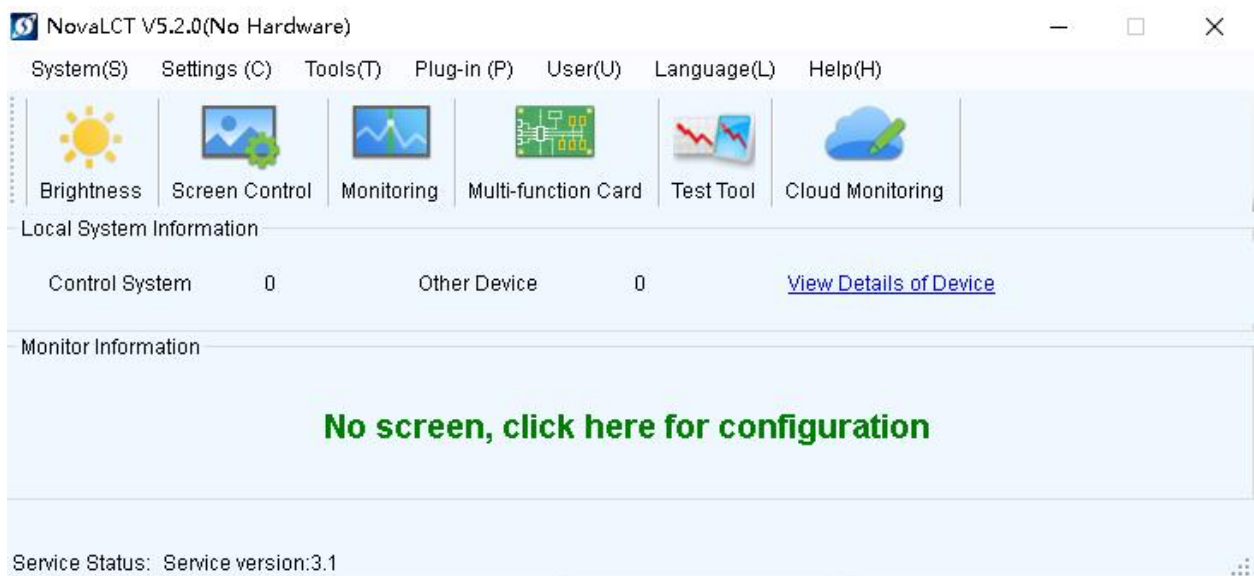 NovaLCT V5.2.0(No Hardware)
System(S) Settings (C) Tools(T) Plug-in (P) User(U) Language(L) Help(H)
Brightness Screen Control Monitoring Multi-function Card Test Tool Cloud Monitoring
Local System Information
Control System 0 Other Device 0 View Details of Device
Monitor Information
No screen, click here for configuration
Service Status: Service version:3.1